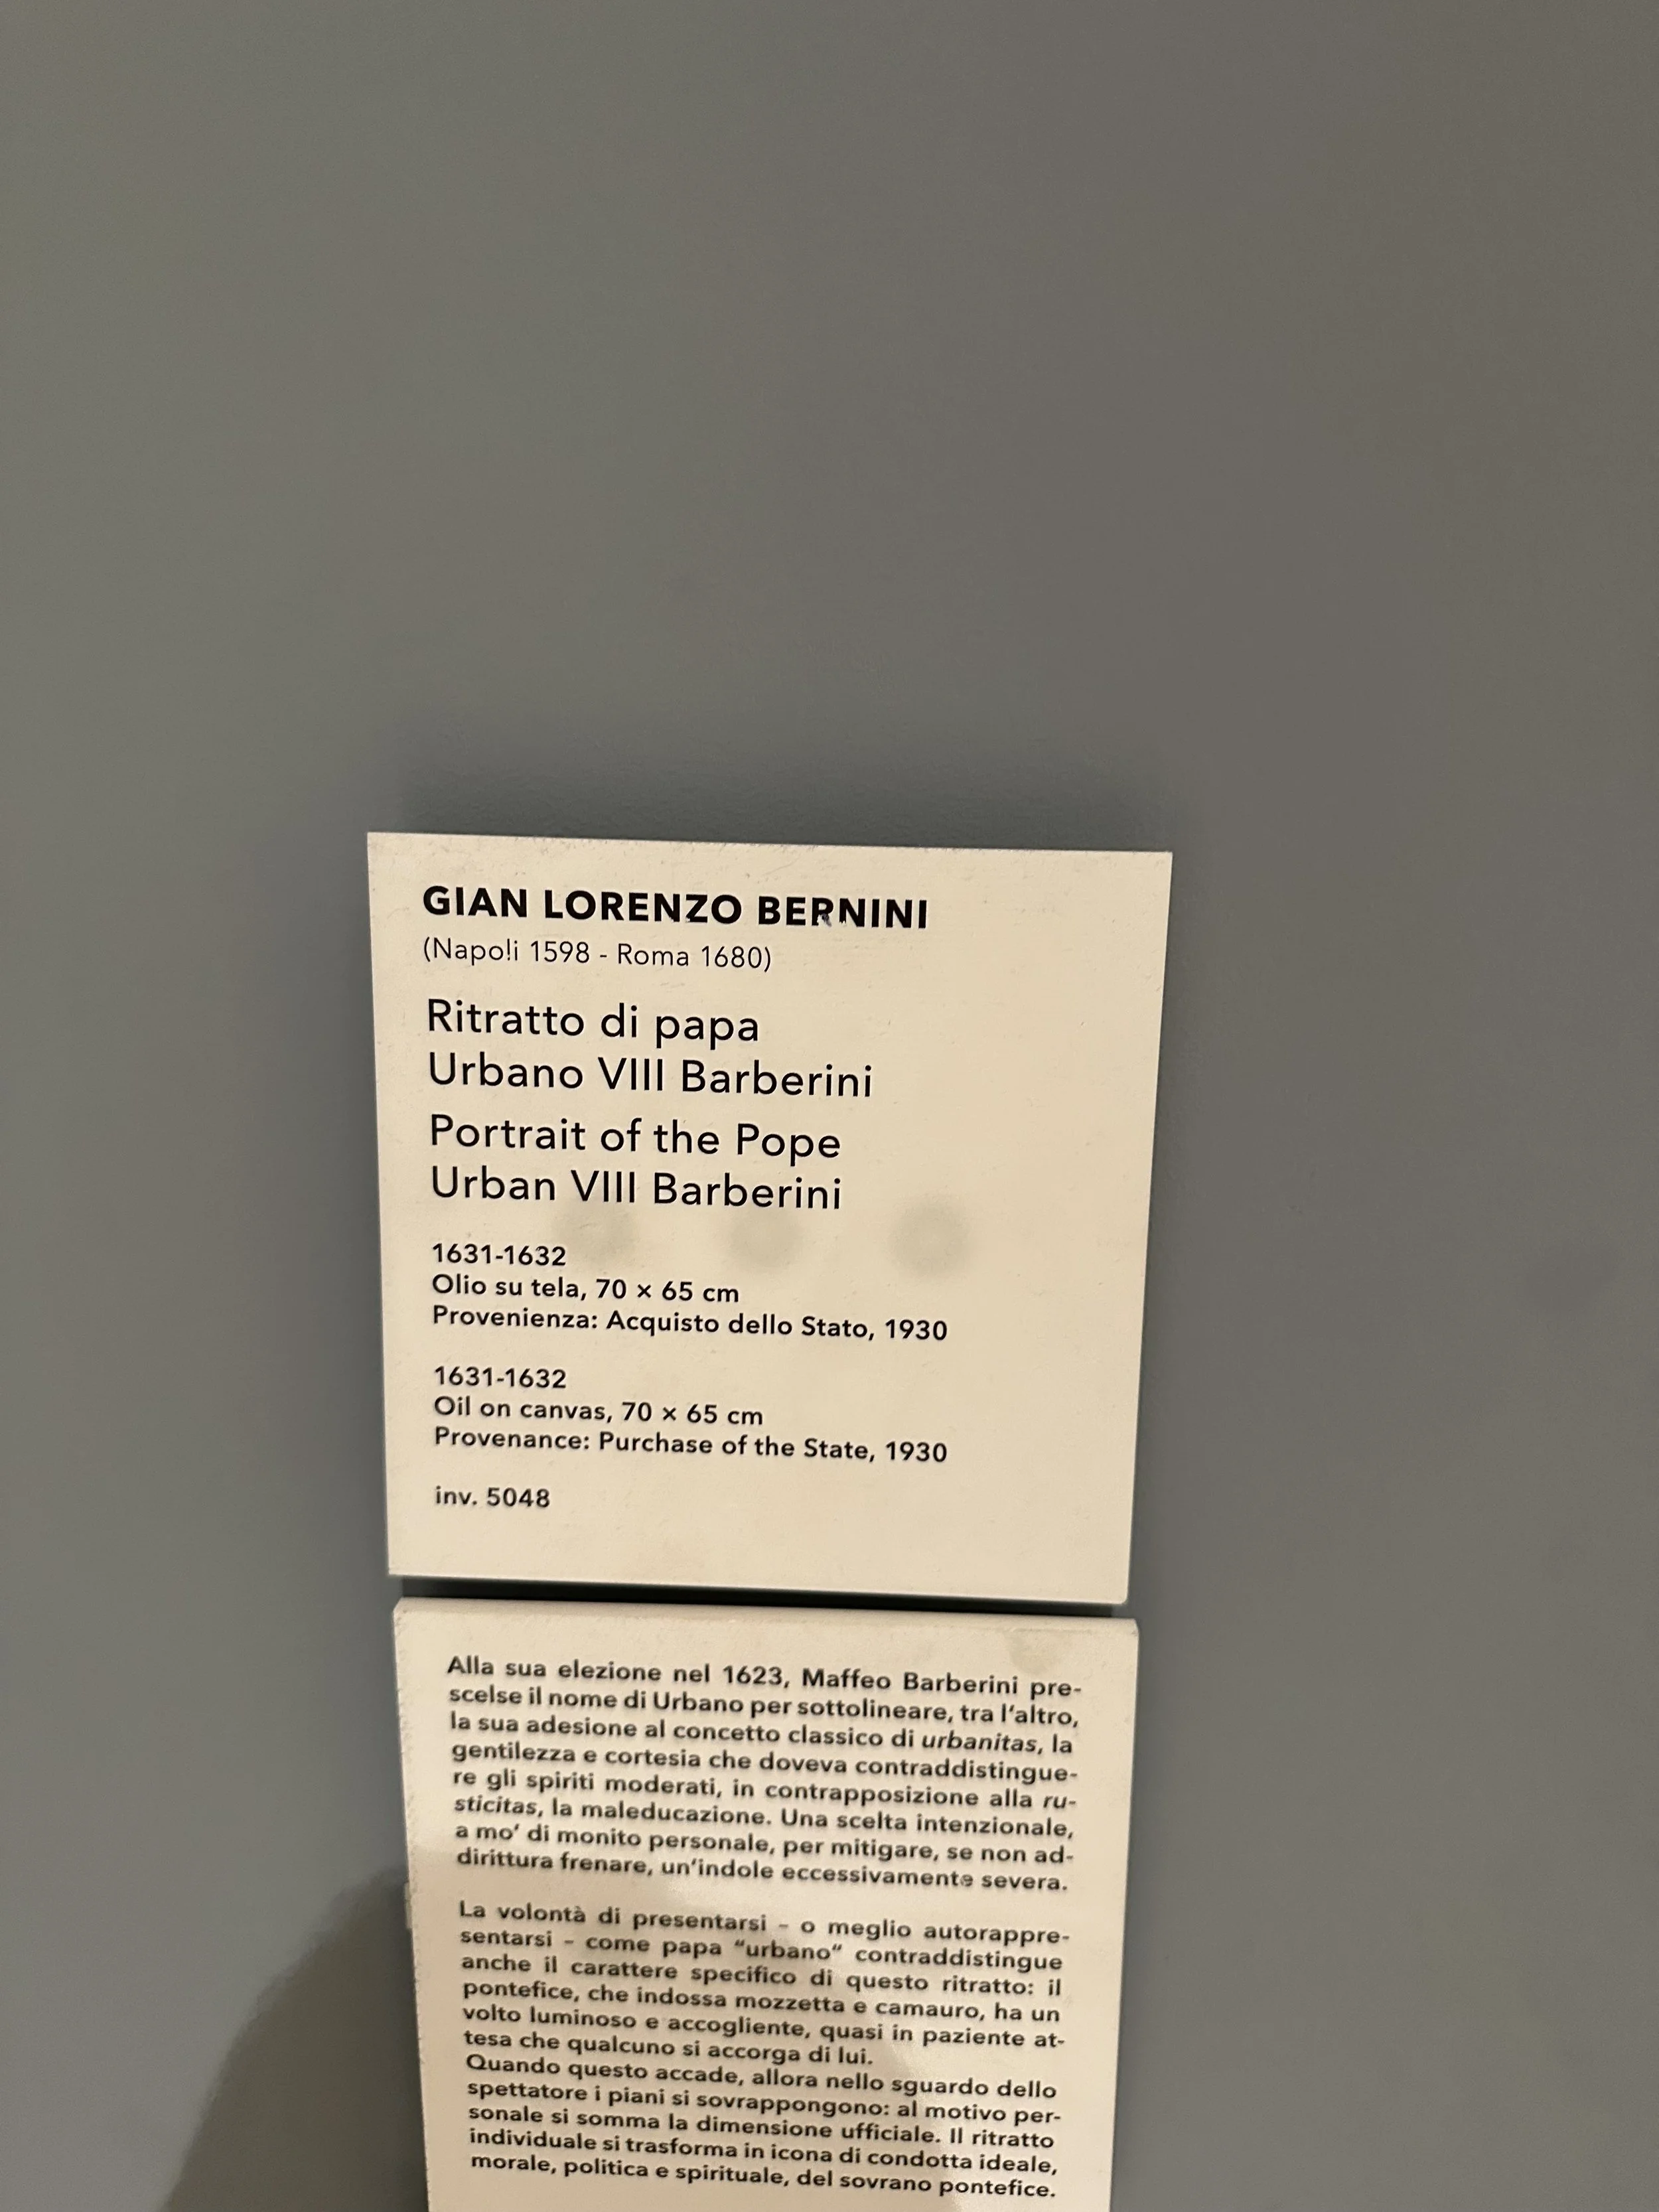 GIAN LORENZO BERNINI
(Napoli 1598 - Roma 1680)
Ritratto di papa
Urbano VIII Barberini
Portrait of the Pope
Urban VIII Barberini
1631-1632
Olio su tela, 70 × 65 cm
Provenienza: Acquisto dello Stato, 1930
1631-1632
Oil on canvas, 70 × 65 cm
Provenance: Purchase of the State, 1930
inv. 5048
Alla sua elezione nel 1623, Maffeo Barberini pre-
scelse il nome di Urbano per sottolineare, tra l'altro,
la sua adesione al concetto classico di urbanitas, la
gentilezza e cortesia che doveva contraddistingue-
re gli spiriti moderati, in contrapposizione alla ru-
sticitas, la maleducazione. Una scelta intenzionale,
a mo' di monito personale, per mitigare, se non ad-
dirittura frenare, un'indole eccessivamente severa.
La volontà di presentarsi – o meglio autorappre-
sentarsi – come papa "urbano" contraddistingue
anche il carattere specifico di questo ritratto: il
pontefice, che indossa mozzetta e camauro, ha un
volto luminoso e accogliente, quasi in paziente at-
tesa che qualcuno si accorga di lui.
Quando questo accade, allora nello sguardo dello
spettatore i piani si sovrappongono: al motivo per-
sonale si somma la dimensione ufficiale. Il ritratto
individuale si trasforma in icona di condotta ideale,
morale, politica e spirituale, del sovrano pontefice.